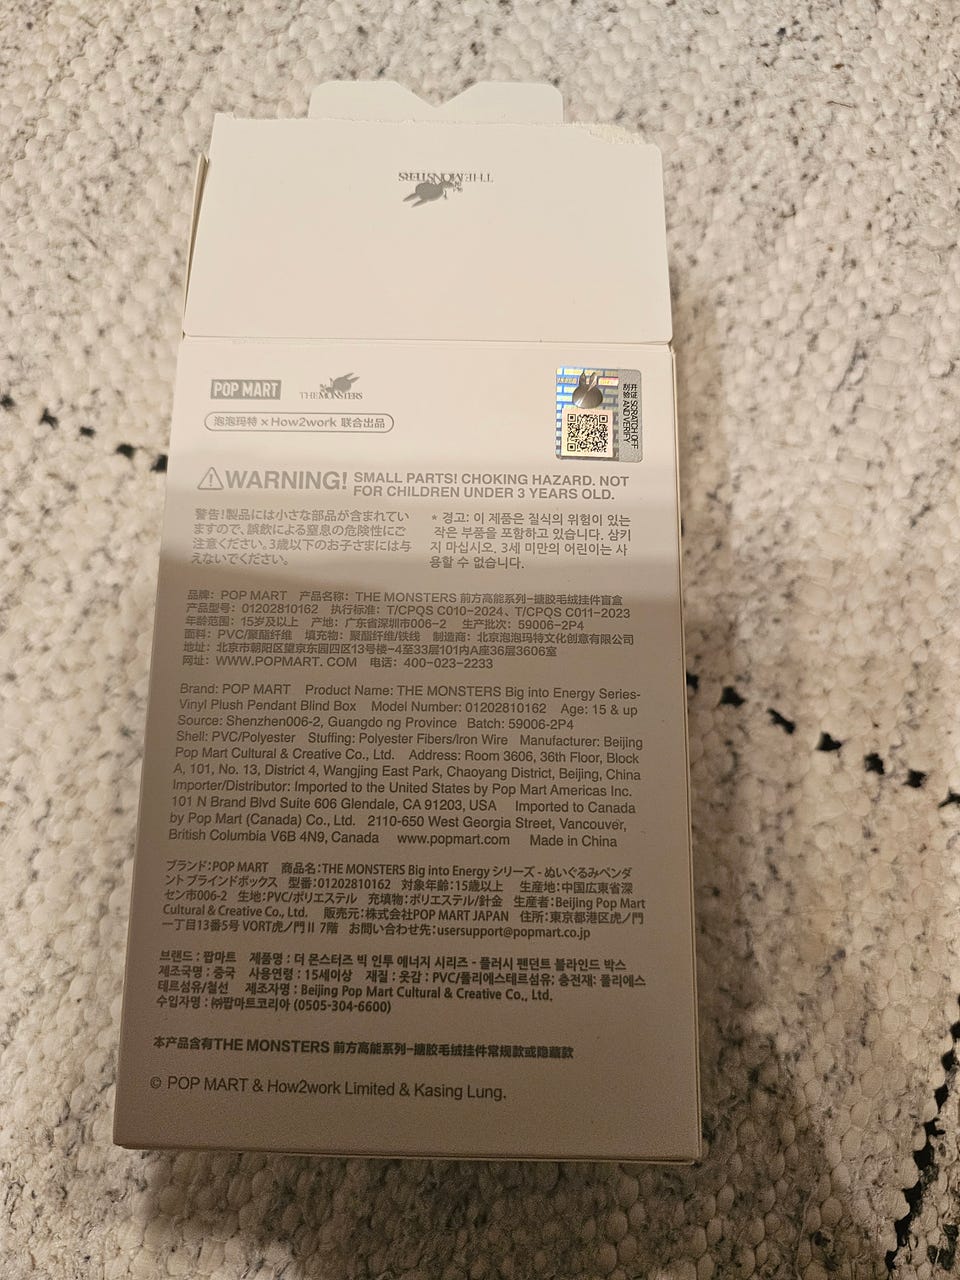 THE MONSTERS
POP MART THE MONSTERS
泡泡玛特 x How2work 联合出品
开涂 SCRATCH OFF
刮验 AND VERIFY
WARNING! SMALL PARTS! CHOKING HAZARD. NOT
FOR CHILDREN UNDER 3 YEARS OLD.
警告!製品には小さな部品が含まれてい
ますので、誤飲による窒息の危険性にご
注意ください。3歳以下のお子さまには与
えないでください。
* 경고: 이 제품은 질식의 위험이 있는
작은 부품을 포함하고 있습니다. 삼키
지 마십시오. 3세 미만의 어린이는 사
용할 수 없습니다.
品牌: POP MART 产品名称: THE MONSTERS 前方高能系列-搪胶毛绒挂件盲盒
产品型号: 01202810162 执行标准: T/CPQS C010-2024、T/CPQS C011-2023
年龄范围: 15岁及以上 产地: 广东省深圳市006-2 生产批次: 59006-2P4
面料: PVC/聚酯纤维 填充物: 聚酯纤维/铁线 制造商: 北京泡泡玛特文化创意有限公司
地址: 北京市朝阳区望京东园四区13号楼-4至33层101内A座36层3606室
网址: WWW.POPMART. COM 电话: 400-023-2233
Brand: POP MART Product Name: THE MONSTERS Big into Energy Series-
Vinyl Plush Pendant Blind Box Model Number: 01202810162 Age: 15 & up
Source: Shenzhen006-2, Guangdo ng Province Batch: 59006-2P4
Shell: PVC/Polyester Stuffing: Polyester Fibers/Iron Wire Manufacturer: Beijing
Pop Mart Cultural & Creative Co., Ltd. Address: Room 3606, 36th Floor, Block
A, 101, No. 13, District 4, Wangjing East Park, Chaoyang District, Beijing, China
Importer/Distributor: Imported to the United States by Pop Mart Americas Inc.
101 N Brand Blvd Suite 606 Glendale, CA 91203, USA Imported to Canada
by Pop Mart (Canada) Co., Ltd. 2110-650 West Georgia Street, Vancouver,
British Columbia V6B 4N9, Canada www.popmart.com Made in China
ブランド:POP MART 商品名:THE MONSTERS Big into Energy シリーズ - ぬいぐるみペンダ
ント ブラインドボックス 型番:01202810162 対象年齢:15歳以上 生産地:中国広東省深
セン市006-2 生地:PVC/ポリエステル 充填物:ポリエステル/針金 生産者:Beijing Pop Mart
Cultural & Creative Co., Ltd. 販売元:株式会社POP MART JAPAN 住所:東京都港区虎ノ門
一丁目13番5号 VORT虎ノ門Ⅱ 7階 お問い合わせ先:usersupport@popmart.co.jp
브랜드 : 팝마트 제품명 : 더 몬스터즈 빅 인투 에너지 시리즈 - 플러시 펜던트 블라인드 박스
제조국명 : 중국 사용연령 : 15세이상 재질 : 옷감 : PVC/폴리에스테르섬유; 충전재: 폴리에스
테르섬유/철선 제조자명 : Beijing Pop Mart Cultural & Creative Co., Ltd.
수입자명 : ㈜팝마트코리아 (0505-304-6600)
本产品含有THE MONSTERS 前方高能系列-搪胶毛绒挂件常规款或隐藏款
© POP MART & How2work Limited & Kasing Lung.